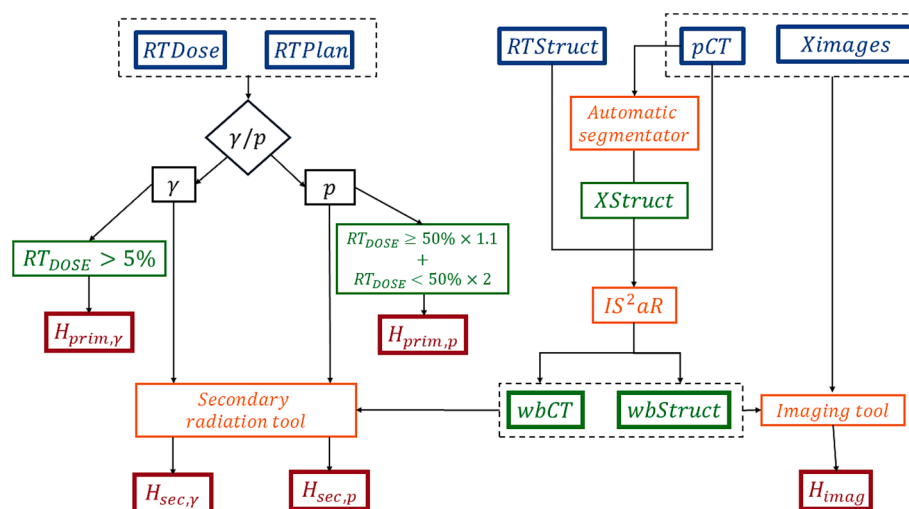 RTDose
RTPlan
RTStruct
pCT
Ximages
γ/p
Automatic
segmentator
γ
p
XStruct
RT_DOSE > 5%
RT_DOSE ≥ 50% × 1.1
+
RT_DOSE < 50% × 2
IS²aR
H_prim,γ
H_prim,p
Secondary
radiation tool
wbCT
wbStruct
Imaging tool
H_sec,γ
H_sec,p
H_imag